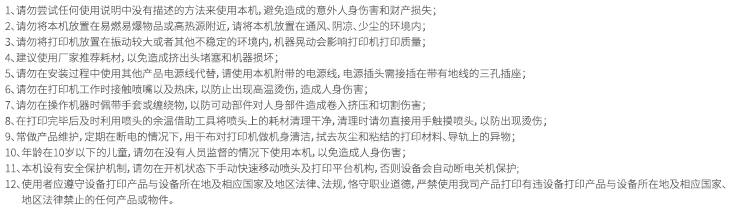 1、请勿尝试任何使用说明中没有描述的方法来使用本机,避免造成的意外人身伤害和财产损失;
2、请勿将本机放置在易燃易爆物品或高热源附近,请将本机放置在通风、阴凉、少尘的环境内;
3、请勿将打印机放置在振动较大或者其他不稳定的环境内,机器晃动会影响打印机打印质量;
4、建议使用厂家推荐耗材,以免造成挤出头堵塞和机器损坏;
5、请勿在安装过程中使用其他产品电源线代替,请使用本机附带的电源线,电源插头需接插在带有地线的三孔插座;
6、请勿在打印机工作时接触喷嘴以及热床,以防止出现高温烫伤,造成人身伤害;
7、请勿在操作机器时佩带手套或缠绕物,以防可动部件对人身部件造成卷入挤压和切割伤害;
8、在打印完毕后及时利用喷头的余温借助工具将喷头上的耗材清理干净,清理时请勿直接用手触摸喷头,以防出现烫伤;
9、常做产品维护,定期在断电的情况下,用干布对打印机做机身清洁,拭去灰尘和粘结的打印材料、导轨上的异物;
10、年龄在10岁以下的儿童,请勿在没有人员监督的情况下使用本机,以免造成人身伤害;
11、本机设有安全保护机制,请勿在开机状态下手动快速移动喷头及打印平台机构,否则设备会自动断电关机保护;
12、使用者应遵守设备打印产品与设备所在地及相应国家及地区法律、法规,恪守职业道德,严禁使用我司产品打印有违设备打印产品与设备所在地及相应国家、
地区法律禁止的任何产品或物件。